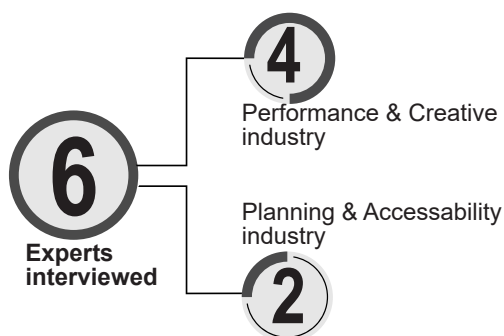 4
Performance & Creative
industry
6
Experts
interviewed
Planning & Accessability
industry
2